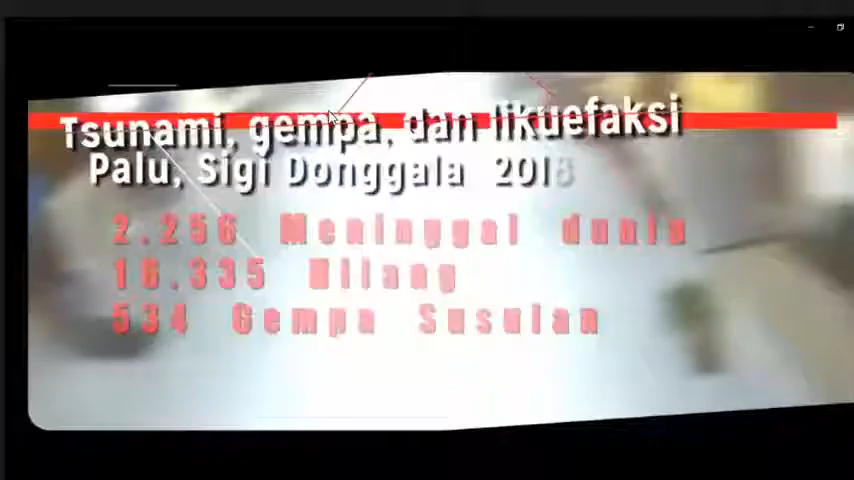 Tsunami, gempa, dan likuefaksi
Palu, Sigi Donggala 2018
2.256 Meninggal dunia
16.335 Hilang
534 Gempa Susulan